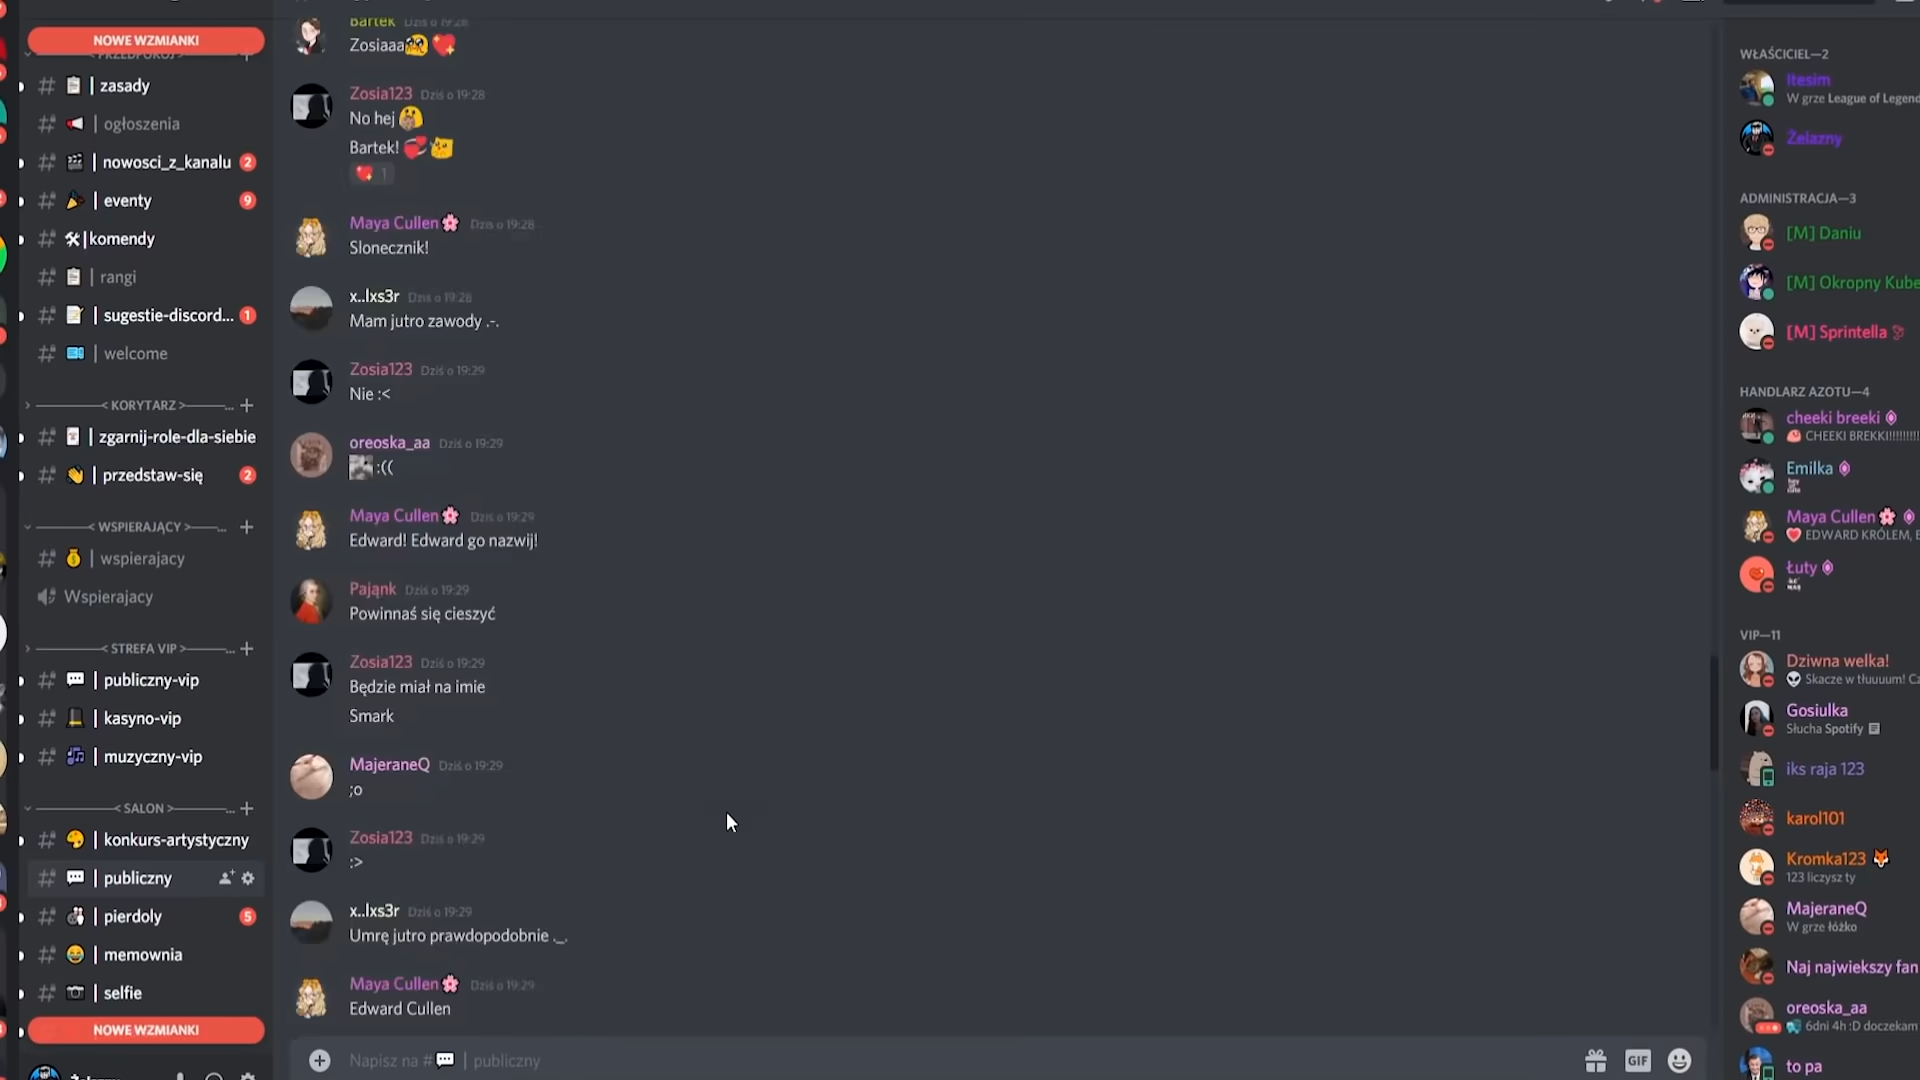 NOWE WZMIANKI
< PRZEDPOKÓJ >
| zasady
| ogłoszenia
| nowosci_z_kanalu 2
| eventy 9
|komendy
| rangi
| sugestie-discord... 1
| welcome
< KORYTARZ > ...
| zgarnij-role-dla-siebie
| przedstaw-się 2
< WSPIERAJĄCY > ...
| wspierajacy
Wspierajacy
< STREFA VIP > ...
| publiczny-vip
| kasyno-vip
| muzyczny-vip
< SALON > ...
| konkurs-artystyczny
| publiczny
| pierdoly 5
| memownia
| selfie
NOWE WZMIANKI
Żelazny
Bartek Dziś o 19:28
Zosiaaa
Zosia123 Dziś o 19:28
No hej
Bartek!
1
Maya Cullen Dziś o 19:28
Slonecznik!
x..lxs3r Dziś o 19:28
Mam jutro zawody .-.
Zosia123 Dziś o 19:29
Nie :<
oreoska_aa Dziś o 19:29
:((
Maya Cullen Dziś o 19:29
Edward! Edward go nazwij!
Pająnk Dziś o 19:29
Powinnaś się cieszyć
Zosia123 Dziś o 19:29
Będzie miał na imie
Smark
MajeraneQ Dziś o 19:29
;o
Zosia123 Dziś o 19:29
:>
x..lxs3r Dziś o 19:29
Umrę jutro prawdopodobnie ._.
Maya Cullen Dziś o 19:29
Edward Cullen
Napisz na # | publiczny
GIF
WŁAŚCICIEL—2
Itesim
W grze League of Legend
Żelazny
ADMINISTRACJA—3
[M] Daniu
[M] Okropny Kube
[M] Sprintella
HANDLARZ AZOTU—4
cheeki breeki
CHEEKI BREKKI!!!!!!!!!!
Emilka
Maya Cullen
EDWARD KRÓLEM, E
Łuty
VIP—11
Dziwna welka!
Skacze w tłuuuum! Cz
Gosiulka
Słucha Spotify
iks raja 123
karol101
Kromka123
123 liczysz ty
MajeraneQ
W grze łóżko
Naj najwiekszy fan
oreoska_aa
6dni 4h :D doczekam
to pa